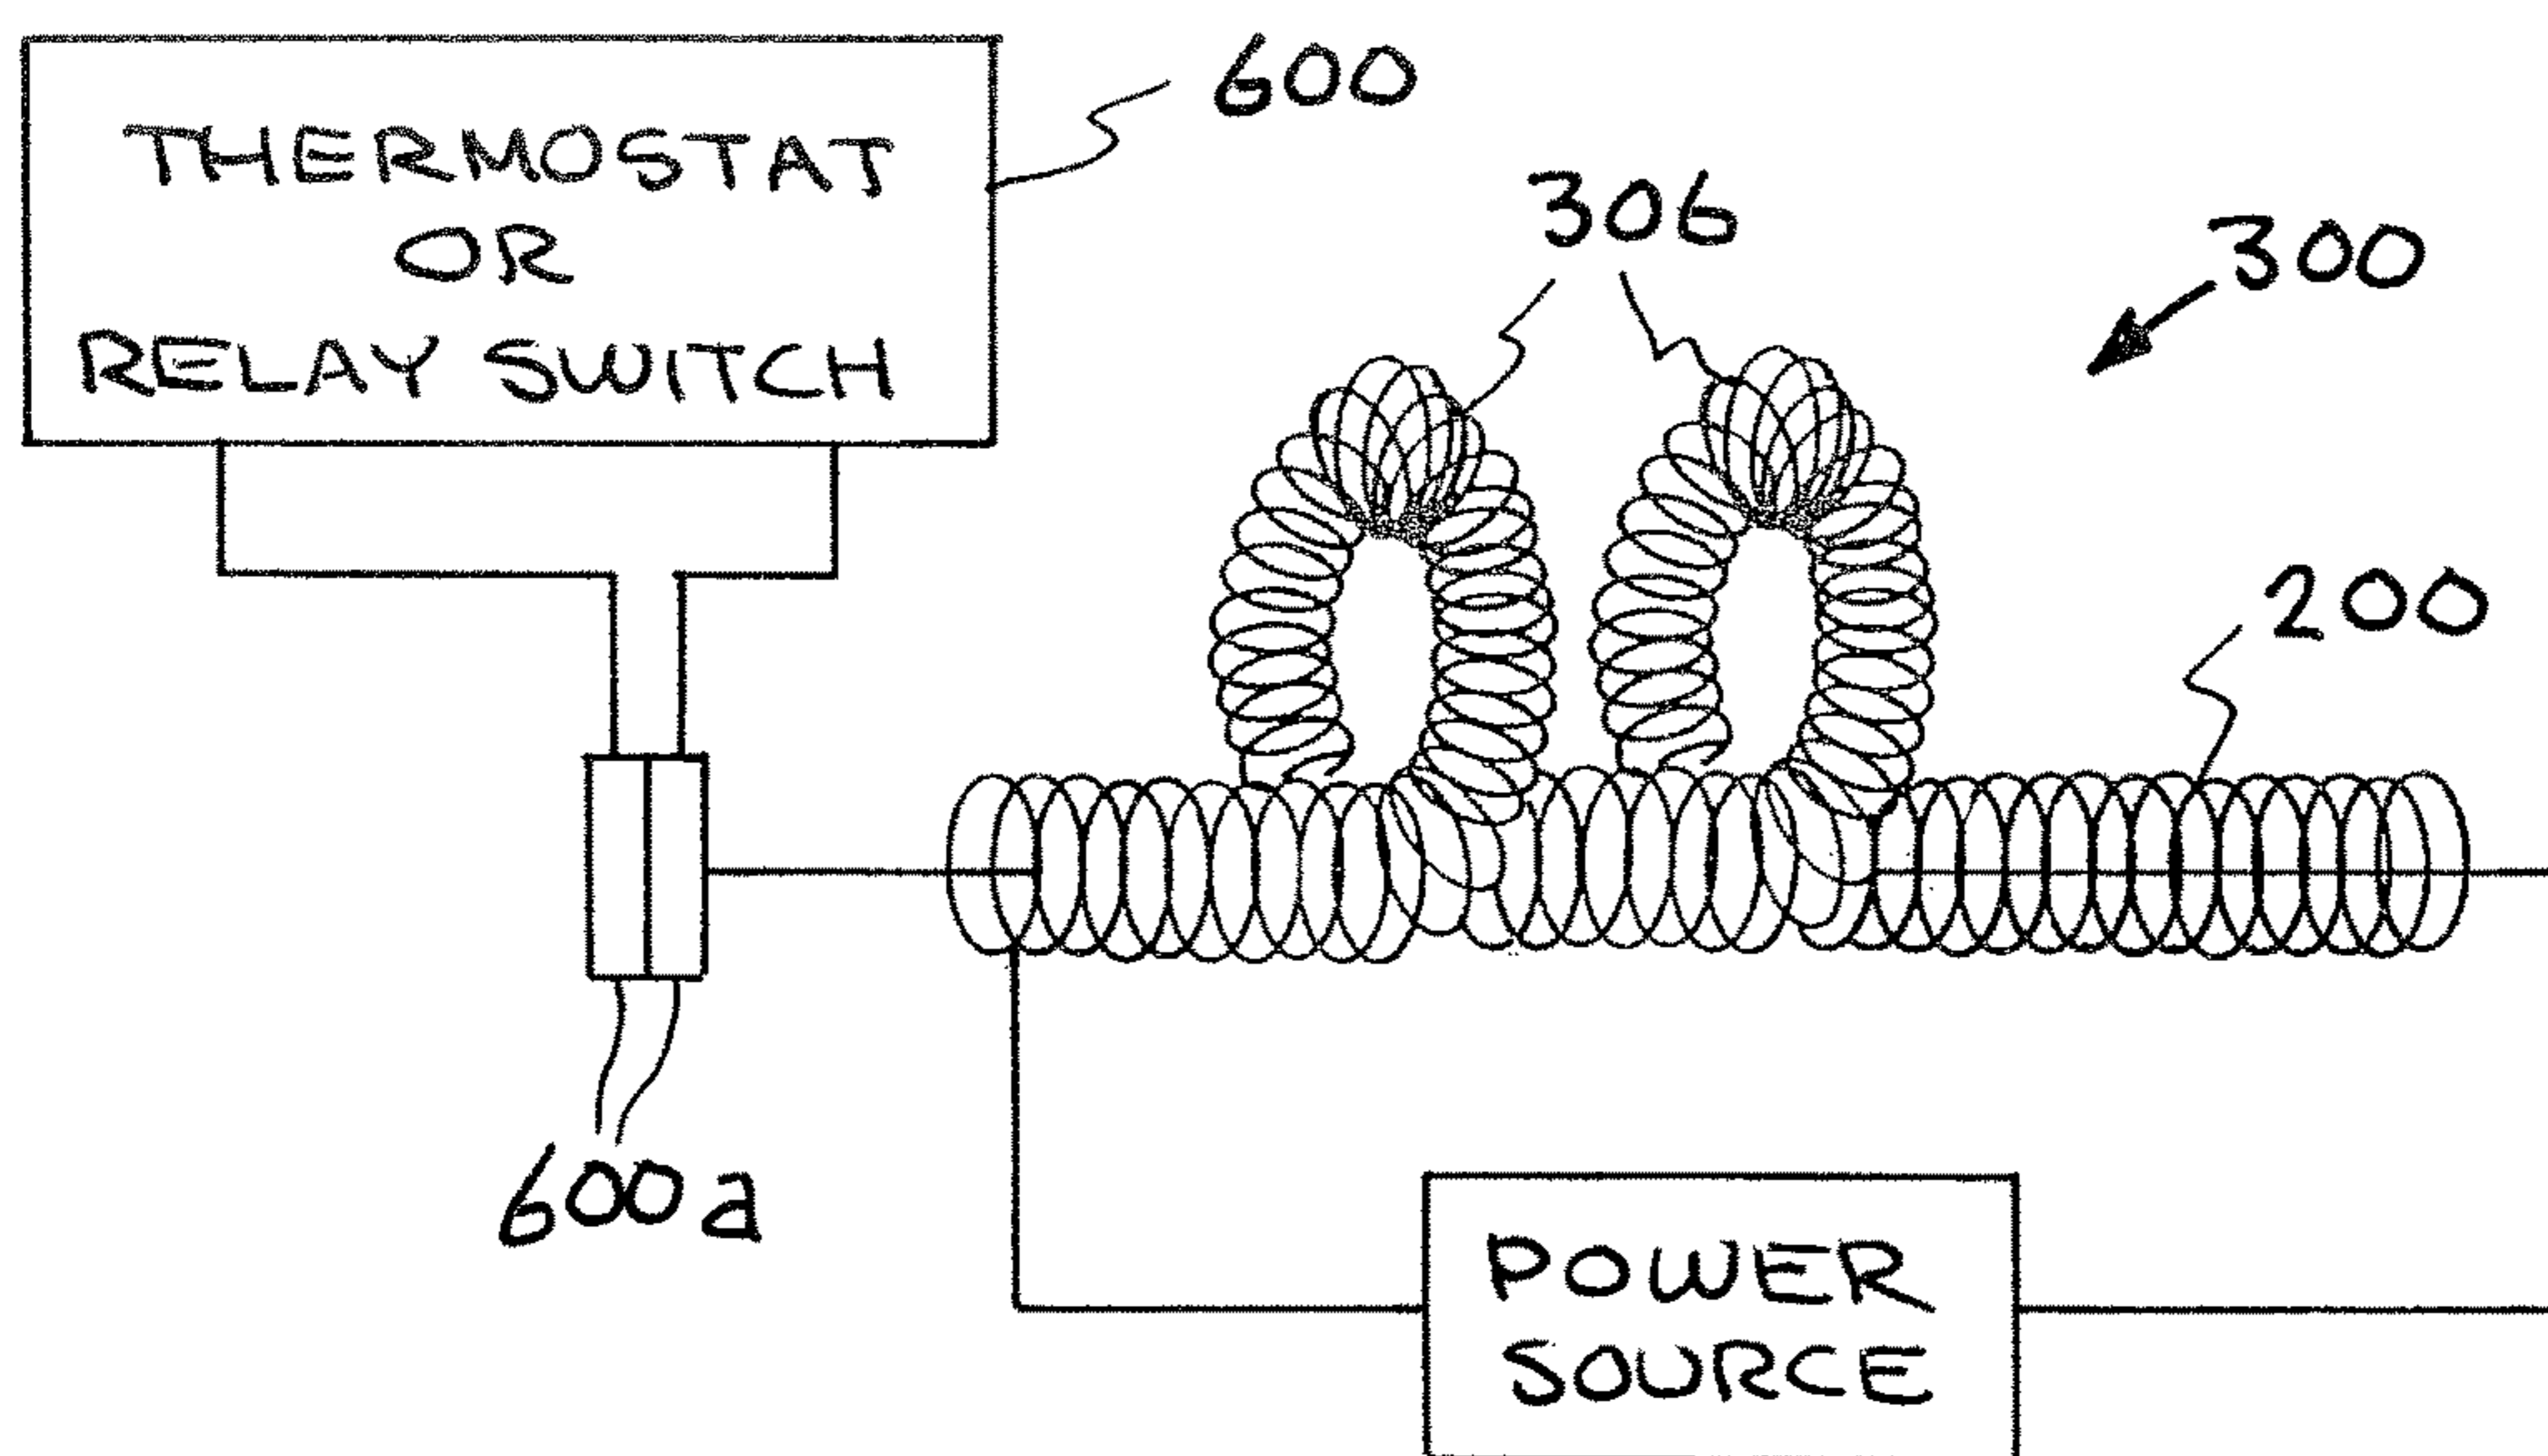 THERMOSTAT
OR
RELAY SWITCH
600
306
300
200
600a
POWER
SOURCE